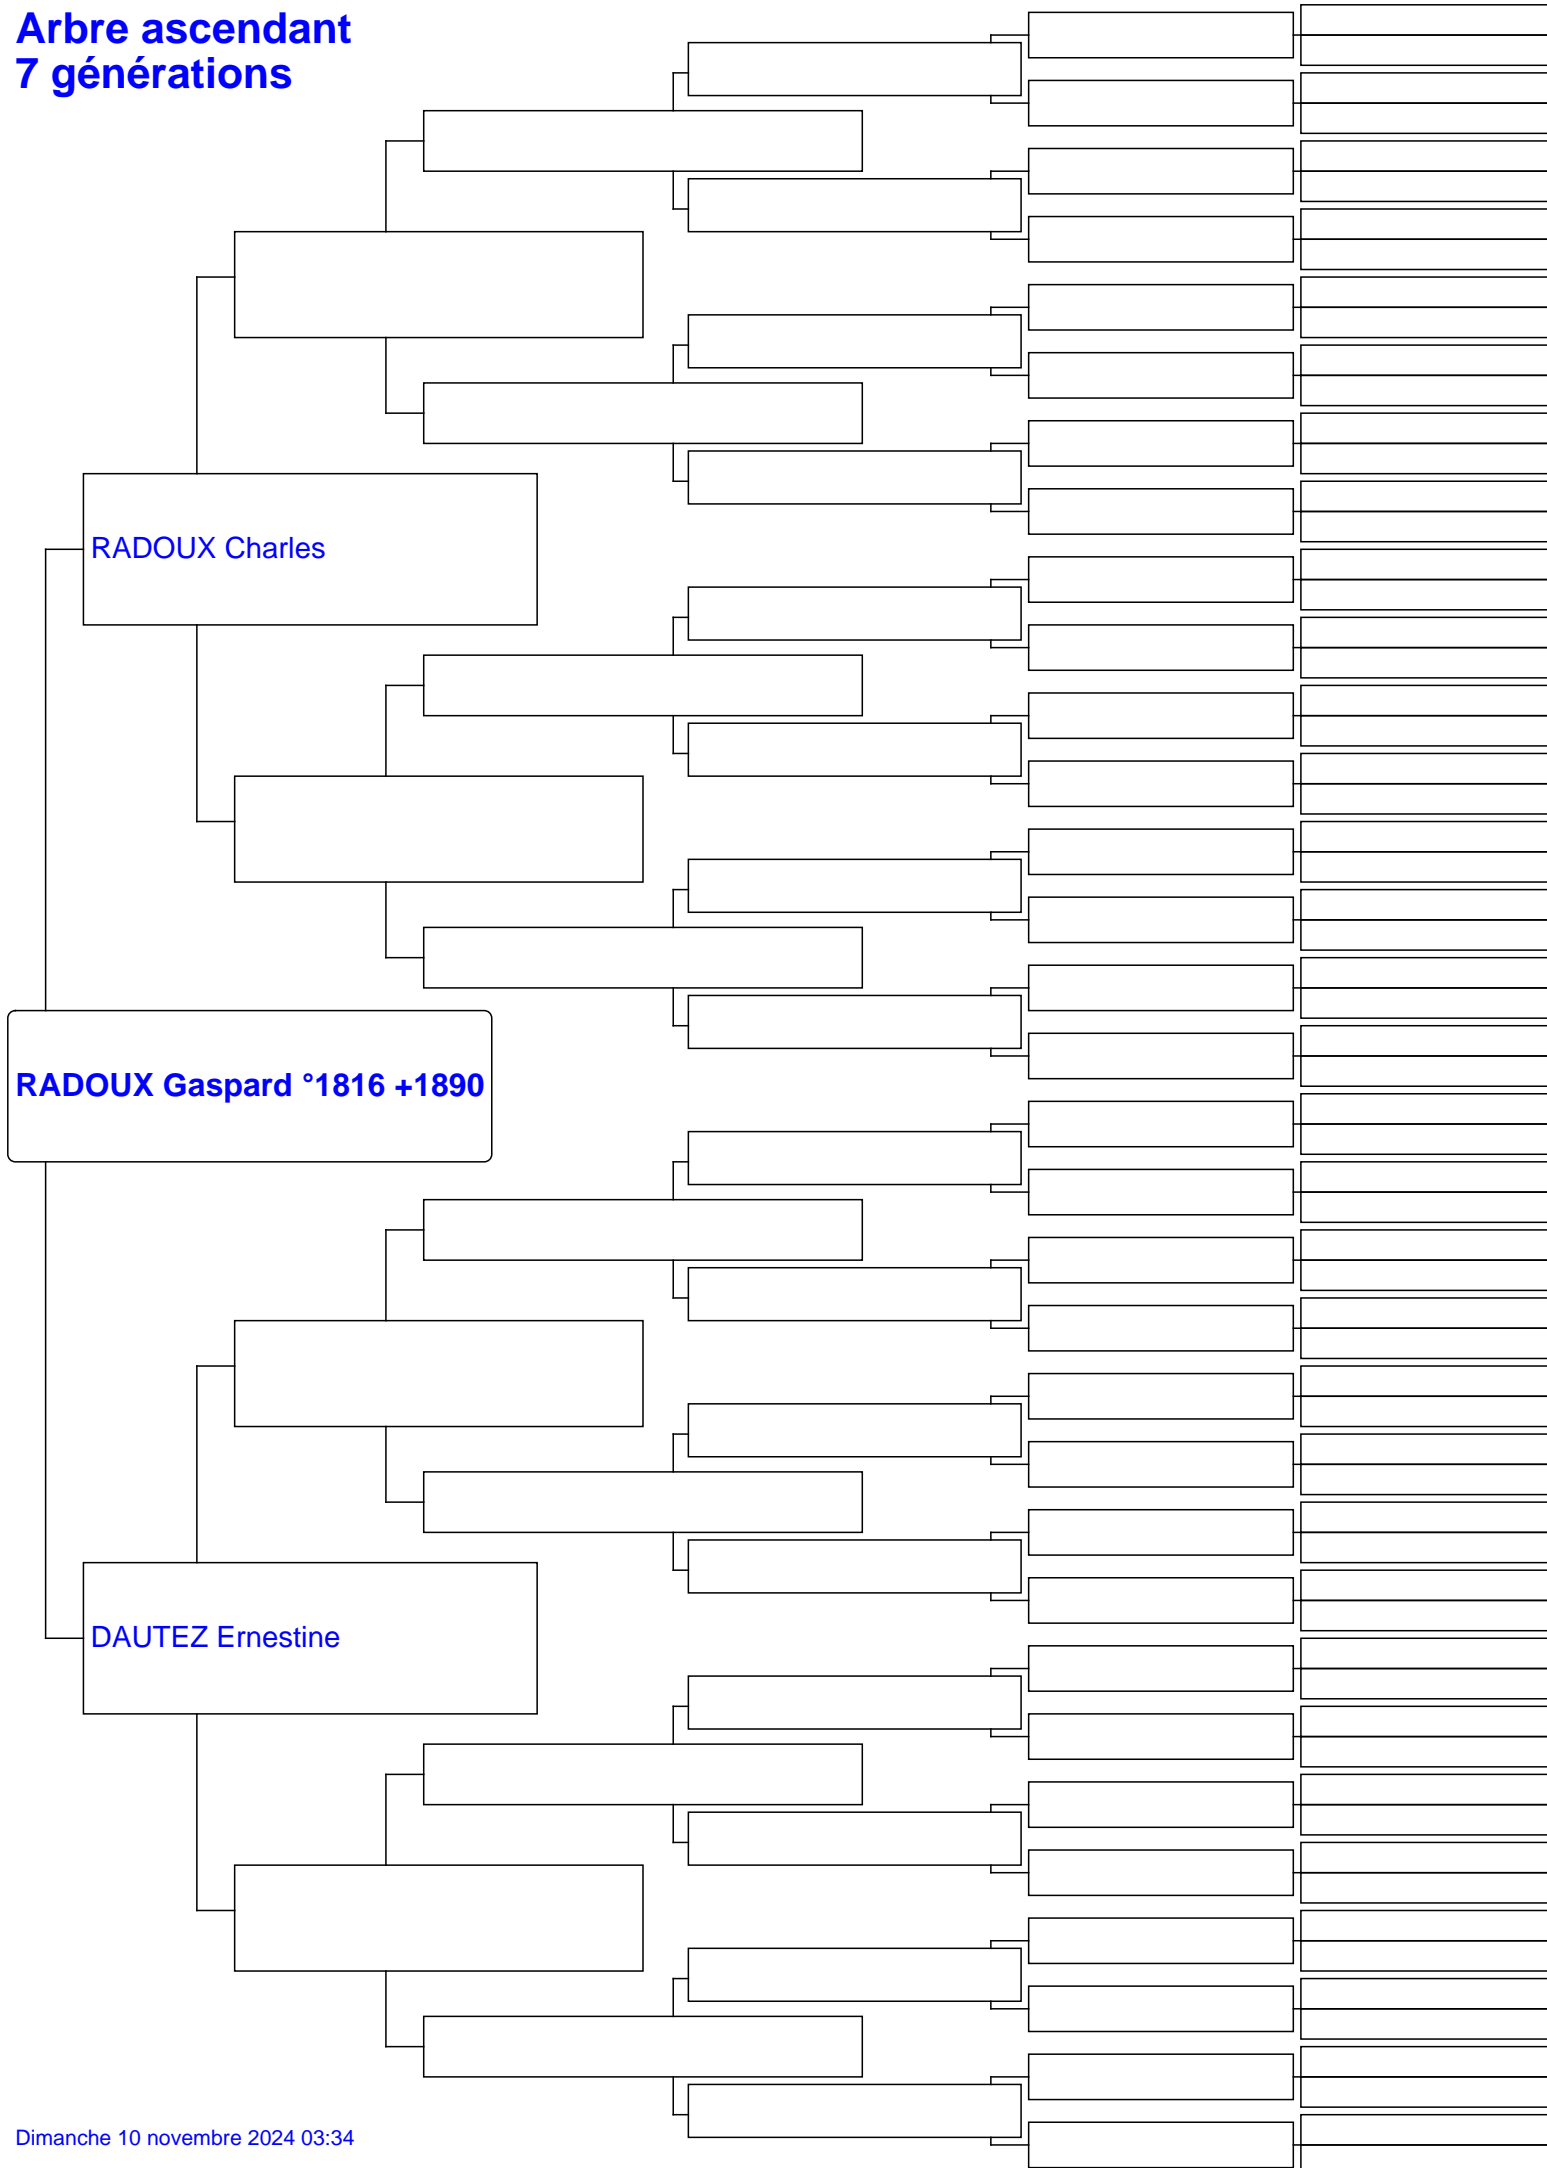 Arbre ascendant
7 générations
RADOUX Charles
RADOUX Gaspard °1816 +1890
DAUTEZ Ernestine
Dimanche 10 novembre 2024 03:34